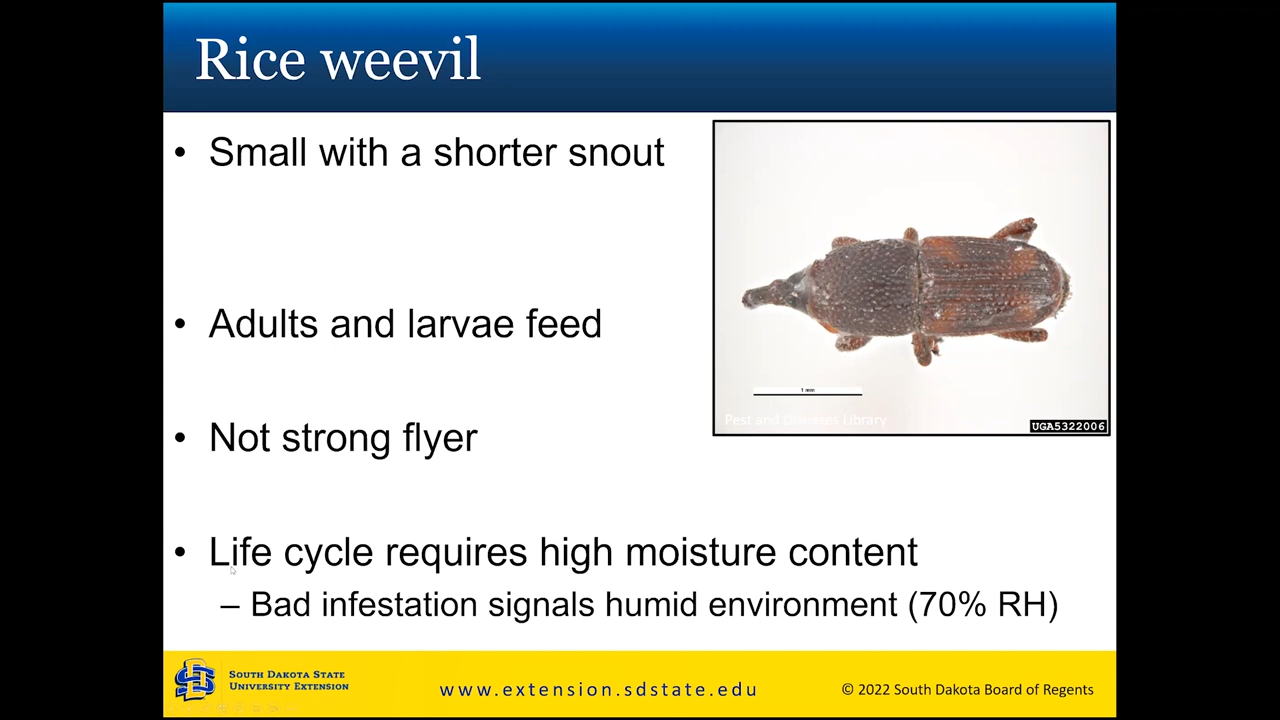 Rice weevil
• Small with a shorter snout
• Adults and larvae feed
• Not strong flyer
• Life cycle requires high moisture content
– Bad infestation signals humid environment (70% RH)
1 mm
Pest and Diseases Library
UGA5322006
SOUTH DAKOTA STATE
UNIVERSITY EXTENSION
www.extension.sdstate.edu
© 2022 South Dakota Board of Regents